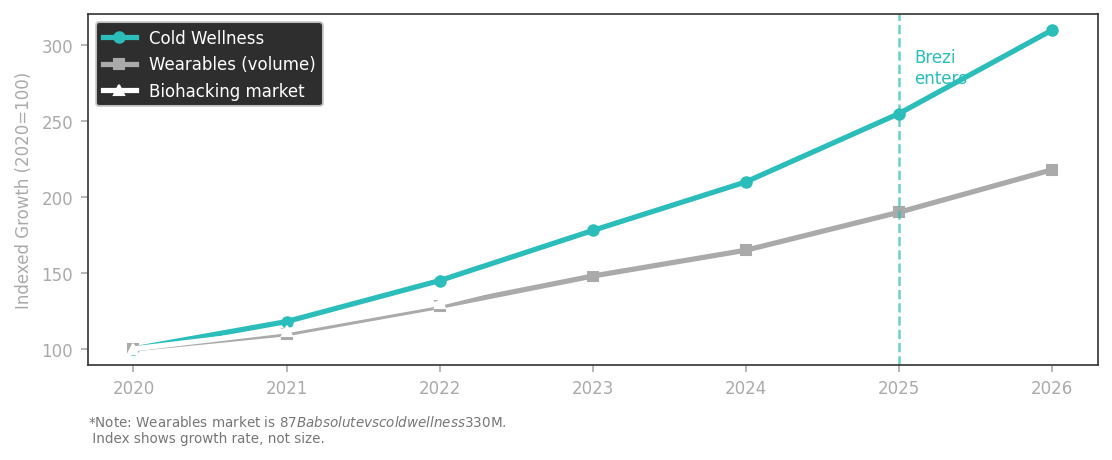 Cold Wellness
Wearables (volume)
Biohacking market
Brezi
enters
Indexed Growth (2020=100)
300
250
200
150
100
2020 2021 2022 2023 2024 2025 2026
*Note: Wearables market is 87Babsolutevscoldwellness330M.
Index shows growth rate, not size.